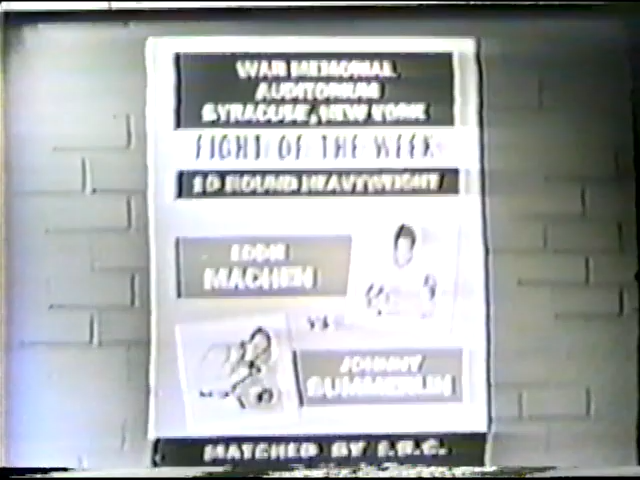 WAR MEMORIAL
AUDITORIUM
SYRACUSE, NEW YORK
FIGHT OF THE WEEK
10 ROUND HEAVYWEIGHT
EDDIE
MACHEN
VS.
JOHNNY
SUMMERLIN
MATCHED BY I.B.C.